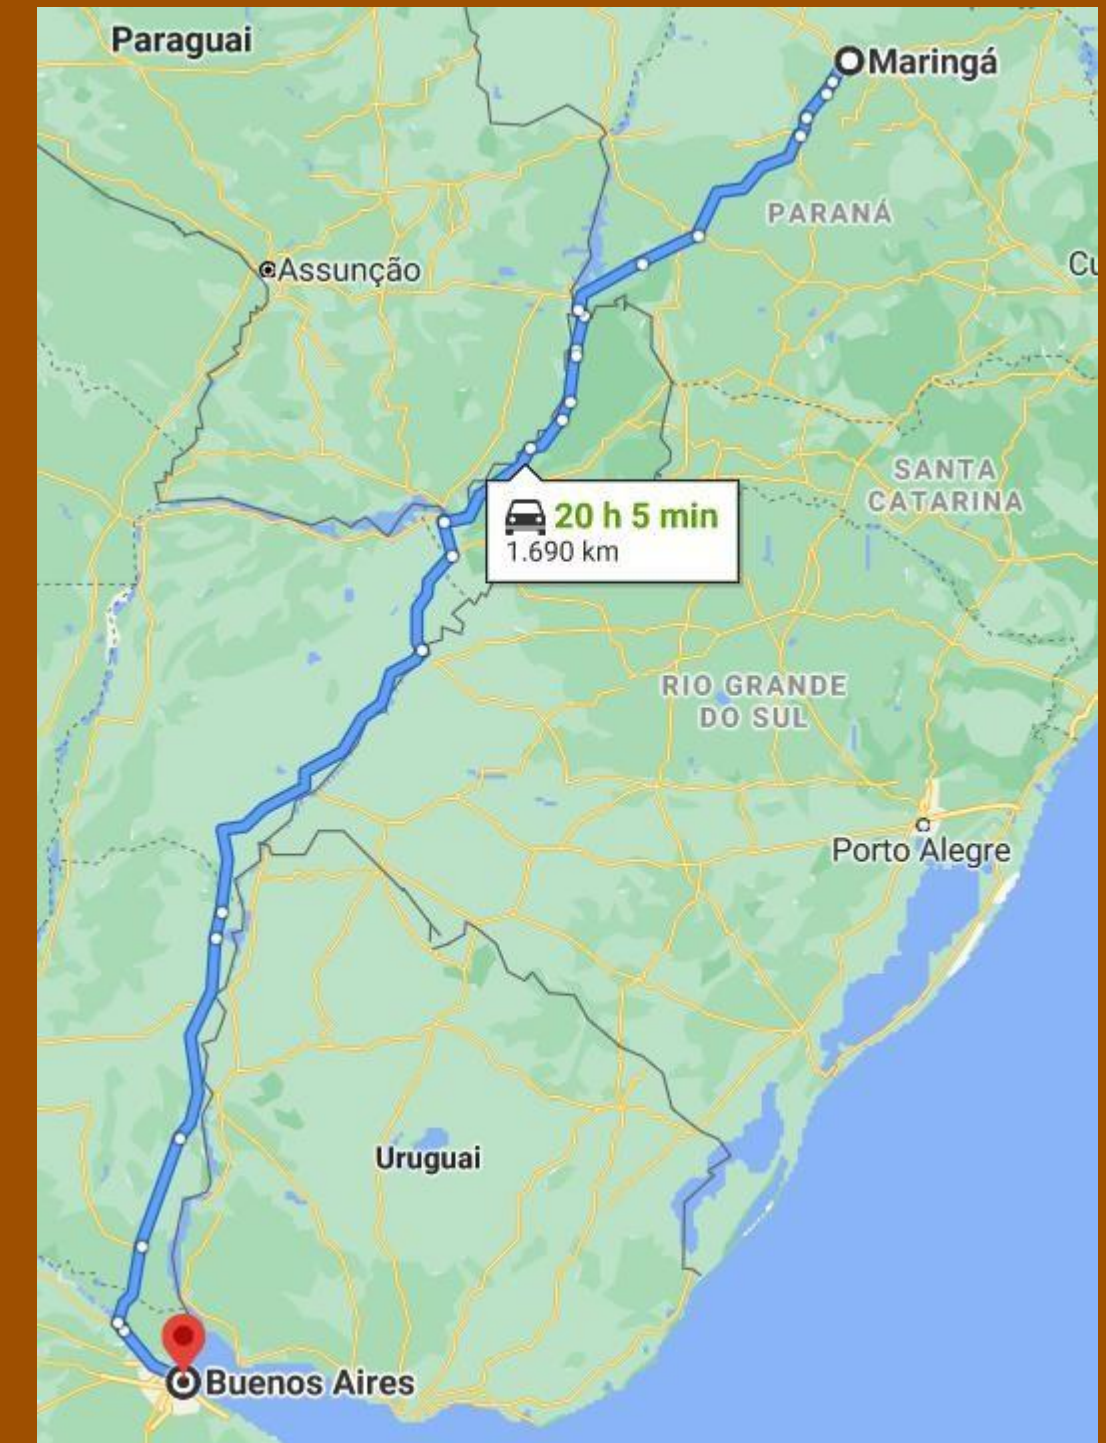 Paraguai
Maringá
PARANÁ
Assunção
Cu
SANTA
CATARINA
20 h 5 min
1.690 km
RIO GRANDE
DO SUL
Porto Alegre
Uruguai
Buenos Aires